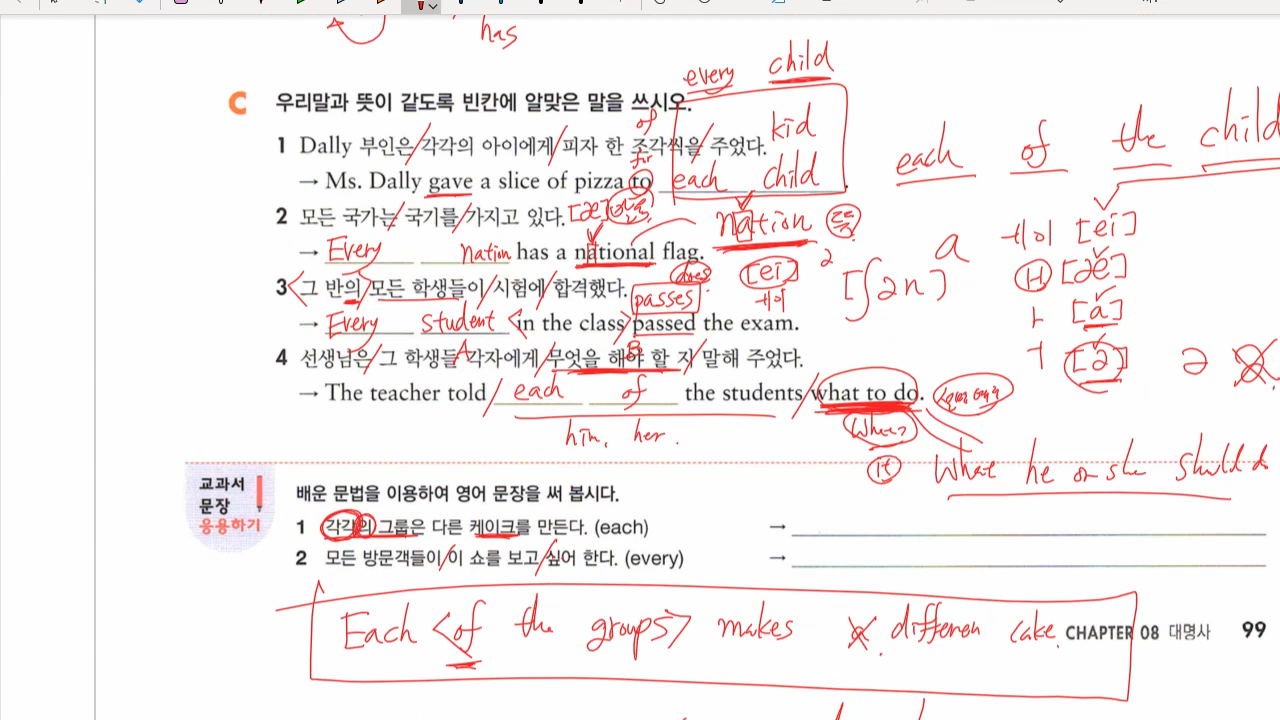 has
every child
C 우리말과 뜻이 같도록 빈칸에 알맞은 말을 쓰시오.
of
kid
1 Dally 부인은 각각의 아이에게 피자 한 조각씩을 주었다.
for
→ Ms. Dally gave a slice of pizza to each child.
each of the child
2 모든 국가는 국기를 가지고 있다. [æ]
nation
→ Every nation has a national flag.
[ei]
ㅔ이
[ʃən]
a
ㅔ이 [ei]
ㅐ [æ]
ㅏ [a]
ㅓ [ə] ə
3 그 반의 모든 학생들이 시험에 합격했다.
does
passes
→ Every student <in the class> passed the exam.
4 선생님은 그 학생들 각자에게 무엇을 해야 할 지 말해 주었다.
→ The teacher told each of the students what to do.
him, her.
What he or she should do
교과서
문장
응용하기
배운 문법을 이용하여 영어 문장을 써 봅시다.
1 각각의 그룹은 다른 케이크를 만든다. (each) →
2 모든 방문객들이 이 쇼를 보고 싶어 한다. (every) →
Each <of the groups> makes a differen cake.
CHAPTER 08 대명사 99